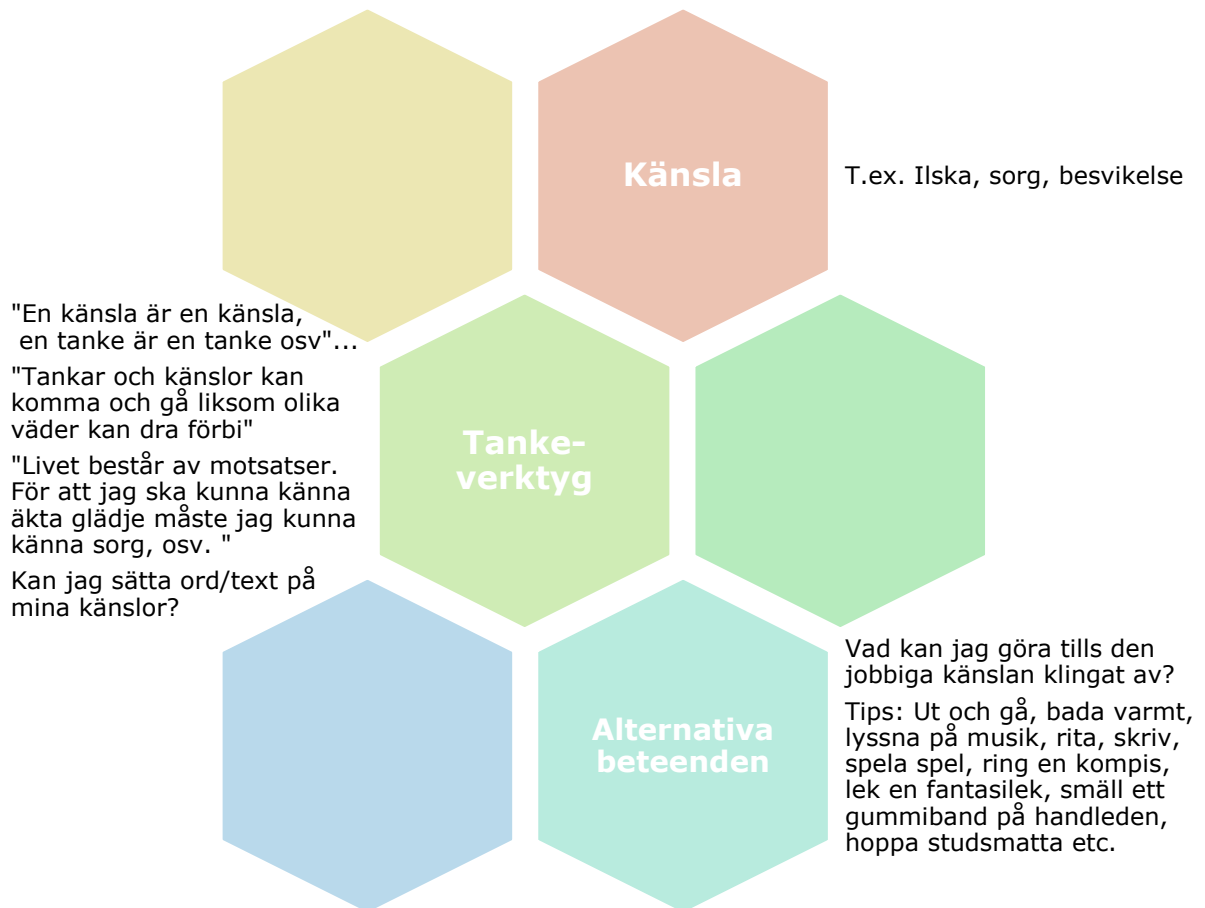 Känsla
T.ex. Ilska, sorg, besvikelse
"En känsla är en känsla,
en tanke är en tanke osv"...
"Tankar och känslor kan
komma och gå liksom olika
väder kan dra förbi"
"Livet består av motsatser.
För att jag ska kunna känna
äkta glädje måste jag kunna
känna sorg, osv. "
Kan jag sätta ord/text på
mina känslor?
Tanke-
verktyg
Alternativa
beteenden
Vad kan jag göra tills den
jobbiga känslan klingat av?
Tips: Ut och gå, bada varmt,
lyssna på musik, rita, skriv,
spela spel, ring en kompis,
lek en fantasilek, smäll ett
gummiband på handleden,
hoppa studsmatta etc.